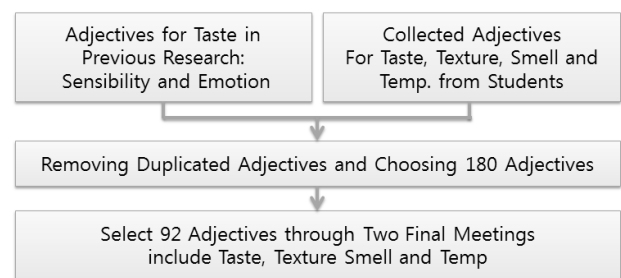 Adjectives for Taste in
Previous Research:
Sensibility and Emotion
Collected Adjectives
For Taste, Texture, Smell and
Temp. from Students
Removing Duplicated Adjectives and Choosing 180 Adjectives
Select 92 Adjectives through Two Final Meetings
include Taste, Texture Smell and Temp